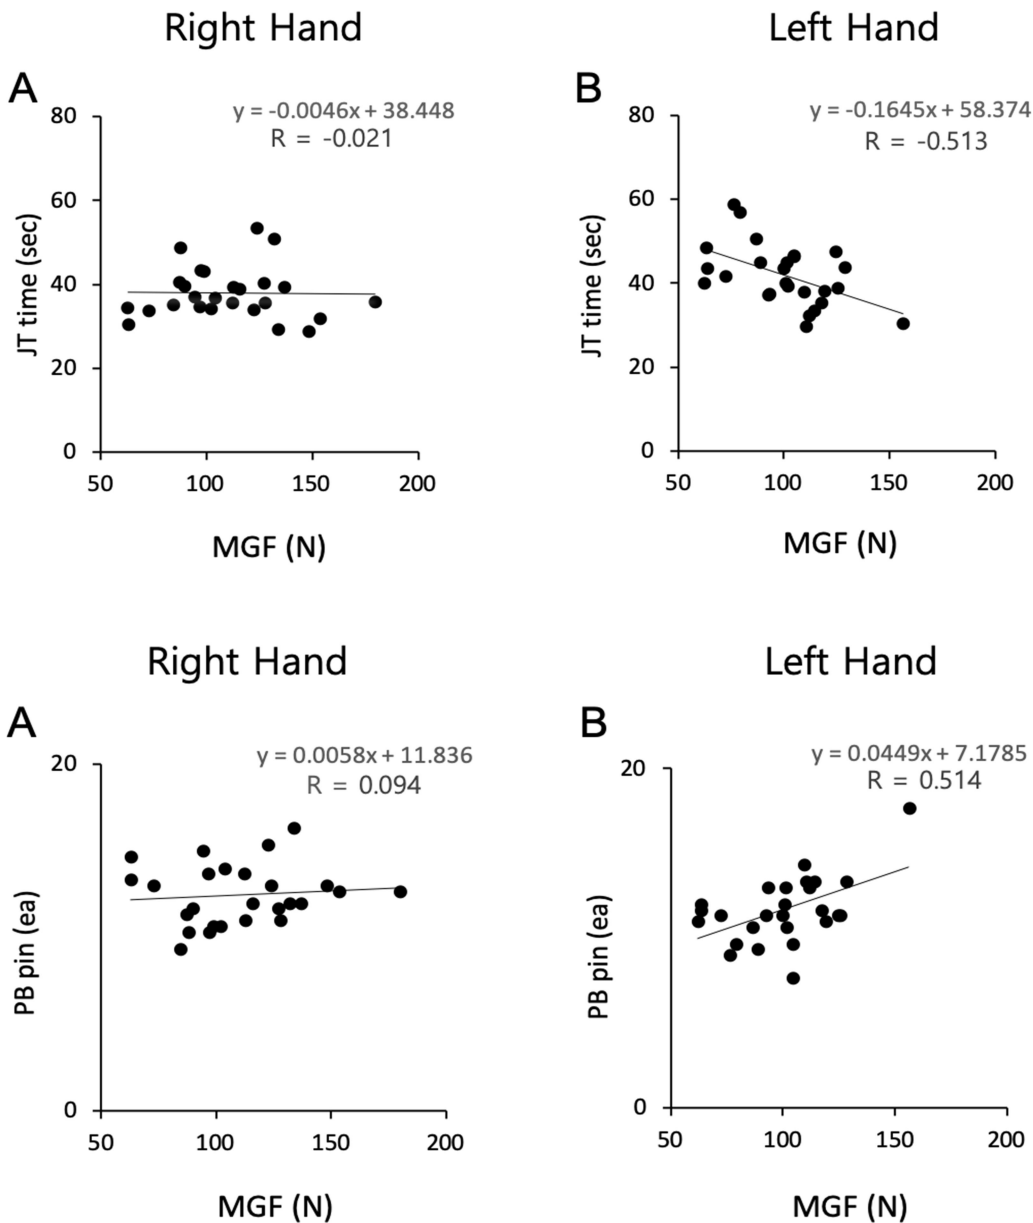 Right Hand
Left Hand
A
B
y = -0.0046x + 38.448
R = -0.021
y = -0.1645x + 58.374
R = -0.513
JT time (sec)
80
60
40
20
0
50 100 150 200
MGF (N)
JT time (sec)
80
60
40
20
0
50 100 150 200
MGF (N)
Right Hand
Left Hand
A
B
y = 0.0058x + 11.836
R = 0.094
y = 0.0449x + 7.1785
R = 0.514
PB pin (ea)
20
0
50 100 150 200
MGF (N)
PB pin (ea)
20
0
50 100 150 200
MGF (N)